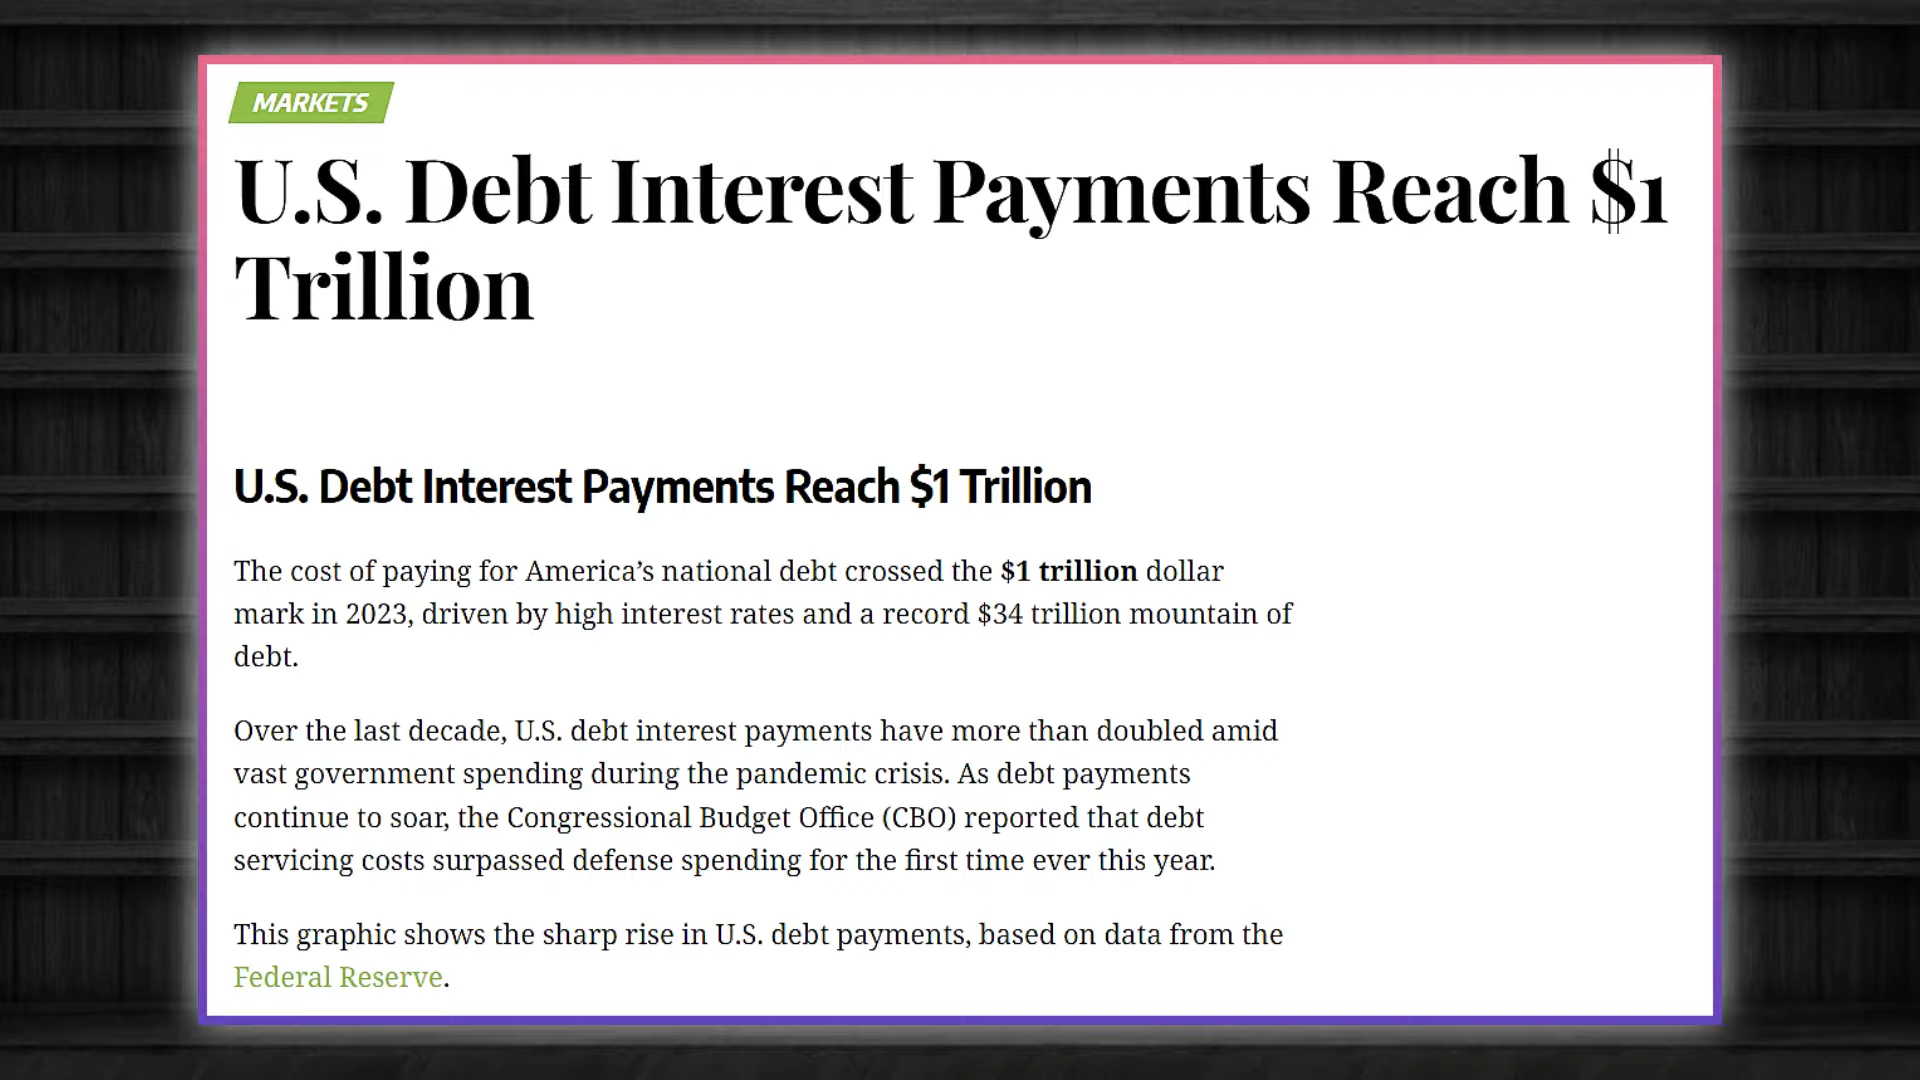 MARKETS
U.S. Debt Interest Payments Reach $1
Trillion
U.S. Debt Interest Payments Reach $1 Trillion
The cost of paying for America’s national debt crossed the $1 trillion dollar
mark in 2023, driven by high interest rates and a record $34 trillion mountain of
debt.
Over the last decade, U.S. debt interest payments have more than doubled amid
vast government spending during the pandemic crisis. As debt payments
continue to soar, the Congressional Budget Office (CBO) reported that debt
servicing costs surpassed defense spending for the first time ever this year.
This graphic shows the sharp rise in U.S. debt payments, based on data from the
Federal Reserve.